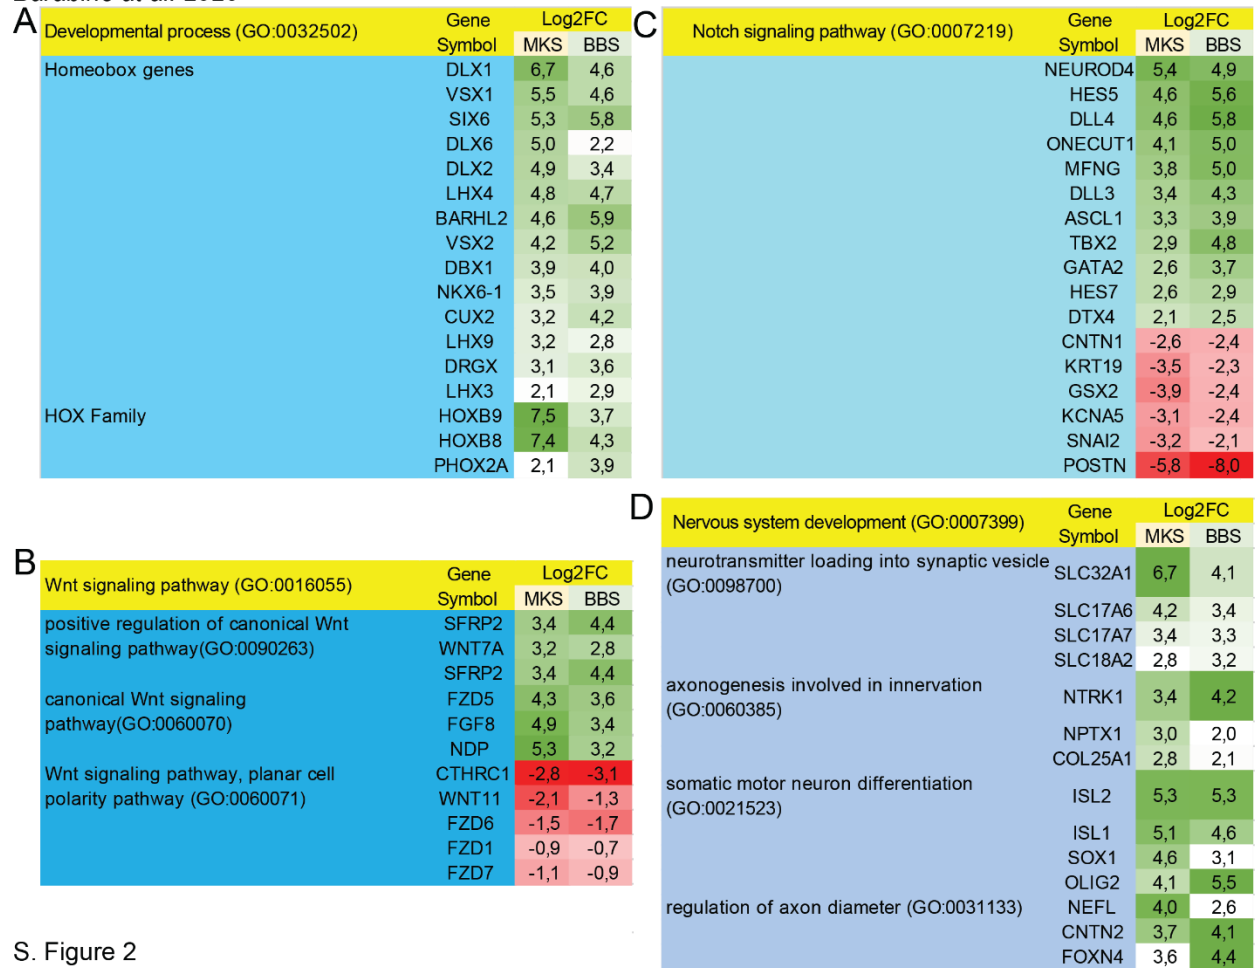 A
Developmental process (GO:0032502) Gene Symbol Log2FC MKS BBS
Homeobox genes DLX1 6,7 4,6
VSX1 5,5 4,6
SIX6 5,3 5,8
DLX6 5,0 2,2
DLX2 4,9 3,4
LHX4 4,8 4,7
BARHL2 4,6 5,9
VSX2 4,2 5,2
DBX1 3,9 4,0
NKX6-1 3,5 3,9
CUX2 3,2 4,2
LHX9 3,2 2,8
DRGX 3,1 3,6
LHX3 2,1 2,9
HOX Family HOXB9 7,5 3,7
HOXB8 7,4 4,3
PHOX2A 2,1 3,9
B
Wnt signaling pathway (GO:0016055) Gene Symbol Log2FC MKS BBS
positive regulation of canonical Wnt SFRP2 3,4 4,4
signaling pathway(GO:0090263) WNT7A 3,2 2,8
SFRP2 3,4 4,4
canonical Wnt signaling FZD5 4,3 3,6
pathway(GO:0060070) FGF8 4,9 3,4
NDP 5,3 3,2
Wnt signaling pathway, planar cell CTHRC1 -2,8 -3,1
polarity pathway (GO:0060071) WNT11 -2,1 -1,3
FZD6 -1,5 -1,7
FZD1 -0,9 -0,7
FZD7 -1,1 -0,9
C
Notch signaling pathway (GO:0007219) Gene Symbol Log2FC MKS BBS
NEUROD4 5,4 4,9
HES5 4,6 5,6
DLL4 4,6 5,8
ONECUT1 4,1 5,0
MFNG 3,8 5,0
DLL3 3,4 4,3
ASCL1 3,3 3,9
TBX2 2,9 4,8
GATA2 2,6 3,7
HES7 2,6 2,9
DTX4 2,1 2,5
CNTN1 -2,6 -2,4
KRT19 -3,5 -2,3
GSX2 -3,9 -2,4
KCNA5 -3,1 -2,4
SNAI2 -3,2 -2,1
POSTN -5,8 -8,0
D
Nervous system development (GO:0007399) Gene Symbol Log2FC MKS BBS
neurotransmitter loading into synaptic vesicle
(GO:0098700) SLC32A1 6,7 4,1
SLC17A6 4,2 3,4
SLC17A7 3,4 3,3
SLC18A2 2,8 3,2
axonogenesis involved in innervation
(GO:0060385) NTRK1 3,4 4,2
NPTX1 3,0 2,0
COL25A1 2,8 2,1
somatic motor neuron differentiation
(GO:0021523) ISL2 5,3 5,3
ISL1 5,1 4,6
SOX1 4,6 3,1
OLIG2 4,1 5,5
regulation of axon diameter (GO:0031133) NEFL 4,0 2,6
CNTN2 3,7 4,1
FOXN4 3,6 4,4
S. Figure 2